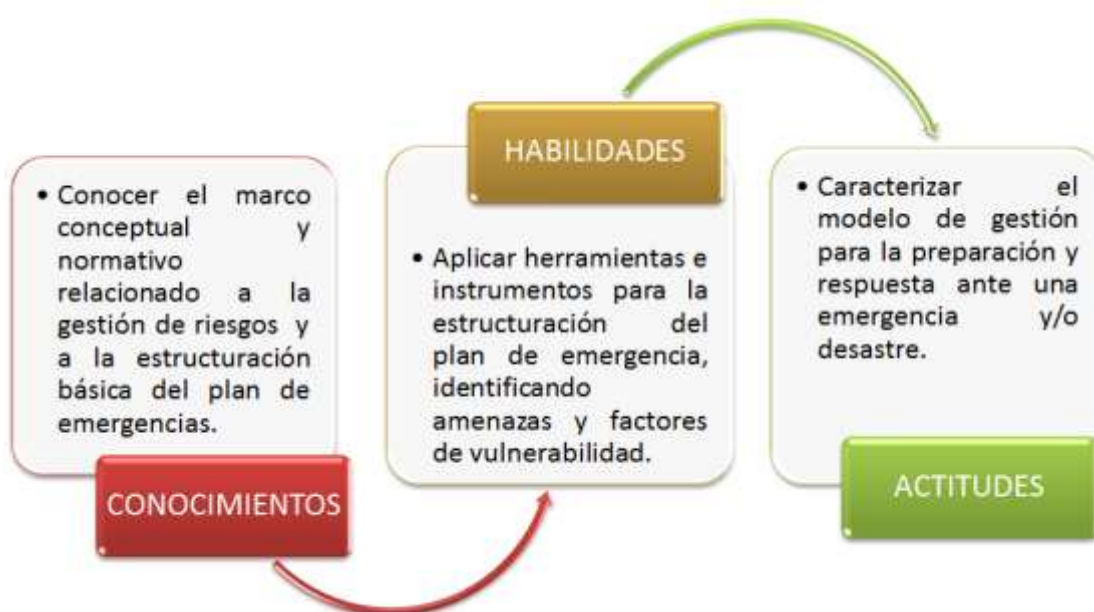 • Conocer el marco
conceptual y
normativo
relacionado a la
gestión de riesgos y
a la estructuración
básica del plan de
emergencias.
CONOCIMIENTOS
HABILIDADES
• Aplicar herramientas e
instrumentos para la
estructuración del
plan de emergencia,
identificando
amenazas y factores
de vulnerabilidad.
• Caracterizar el
modelo de gestión
para la preparación y
respuesta ante una
emergencia y/o
desastre.
ACTITUDES